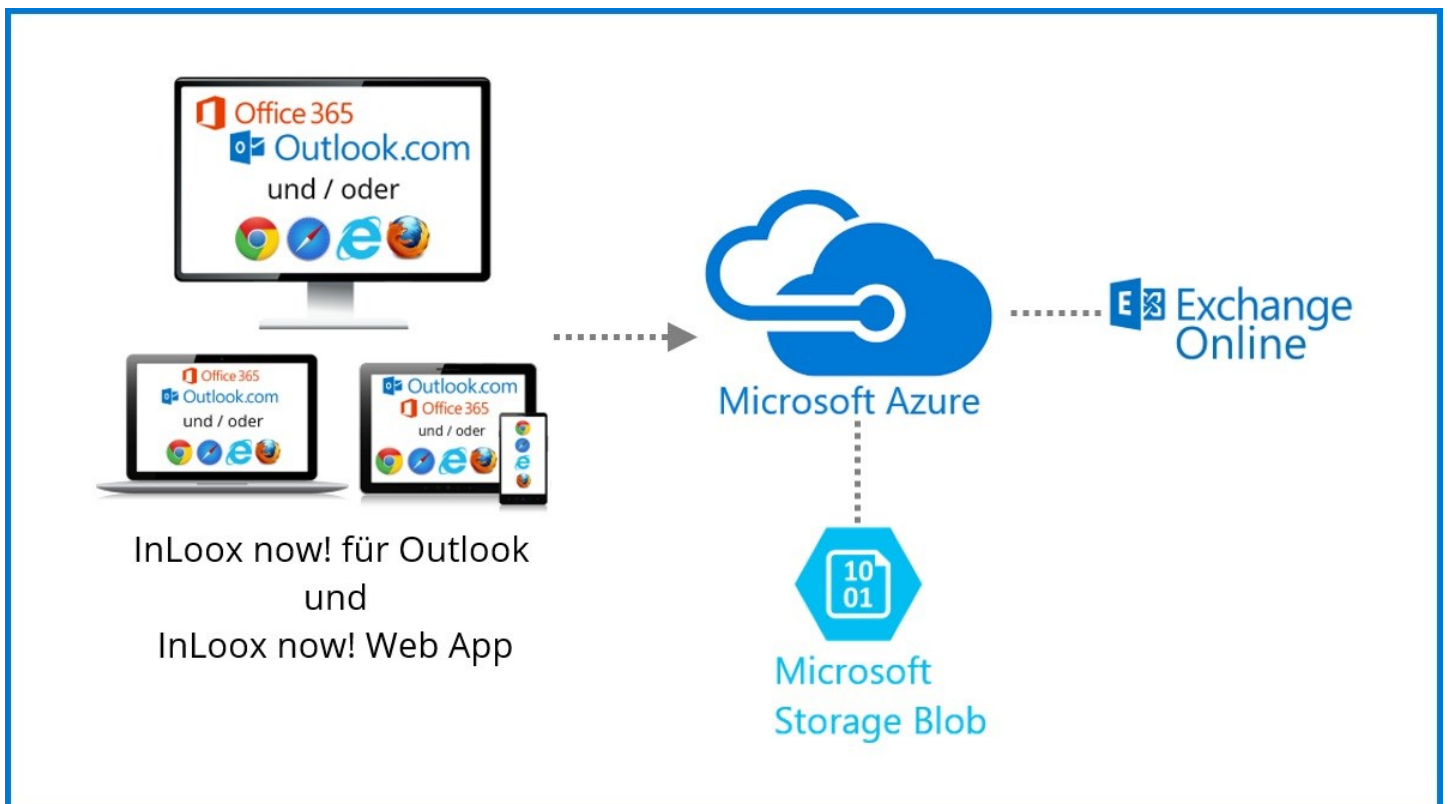 Office 365
Outlook.com
und / oder
Office 365
Outlook.com
und / oder
Outlook.com
Office 365
und / oder
InLoox now! für Outlook
und
InLoox now! Web App
Microsoft Azure
E
Exchange
Online
10
01
Microsoft
Storage Blob